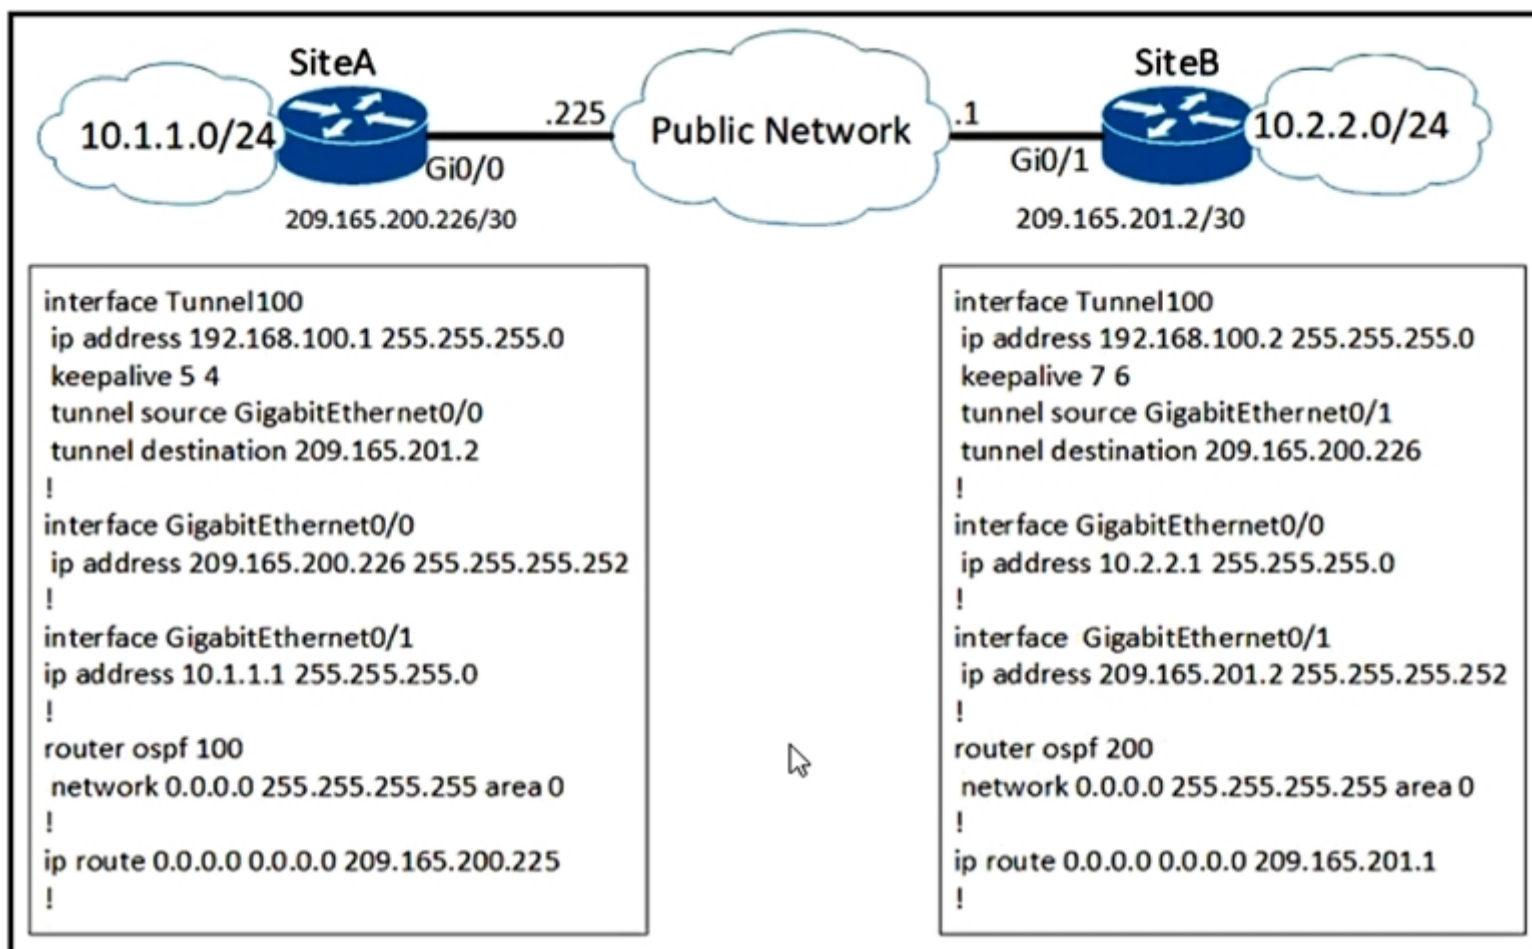 SiteA
SiteB
10.1.1.0/24
.225
Public Network
.1
10.2.2.0/24
Gi0/0
Gi0/1
209.165.200.226/30
209.165.201.2/30
interface Tunnel100
ip address 192.168.100.1 255.255.255.0
keepalive 5 4
tunnel source GigabitEthernet0/0
tunnel destination 209.165.201.2
!
interface GigabitEthernet0/0
ip address 209.165.200.226 255.255.255.252
!
interface GigabitEthernet0/1
ip address 10.1.1.1 255.255.255.0
!
router ospf 100
network 0.0.0.0 255.255.255.255 area 0
!
ip route 0.0.0.0 0.0.0.0 209.165.200.225
!
interface Tunnel100
ip address 192.168.100.2 255.255.255.0
keepalive 7 6
tunnel source GigabitEthernet0/1
tunnel destination 209.165.200.226
!
interface GigabitEthernet0/0
ip address 10.2.2.1 255.255.255.0
!
interface GigabitEthernet0/1
ip address 209.165.201.2 255.255.255.252
!
router ospf 200
network 0.0.0.0 255.255.255.255 area 0
!
ip route 0.0.0.0 0.0.0.0 209.165.201.1
!